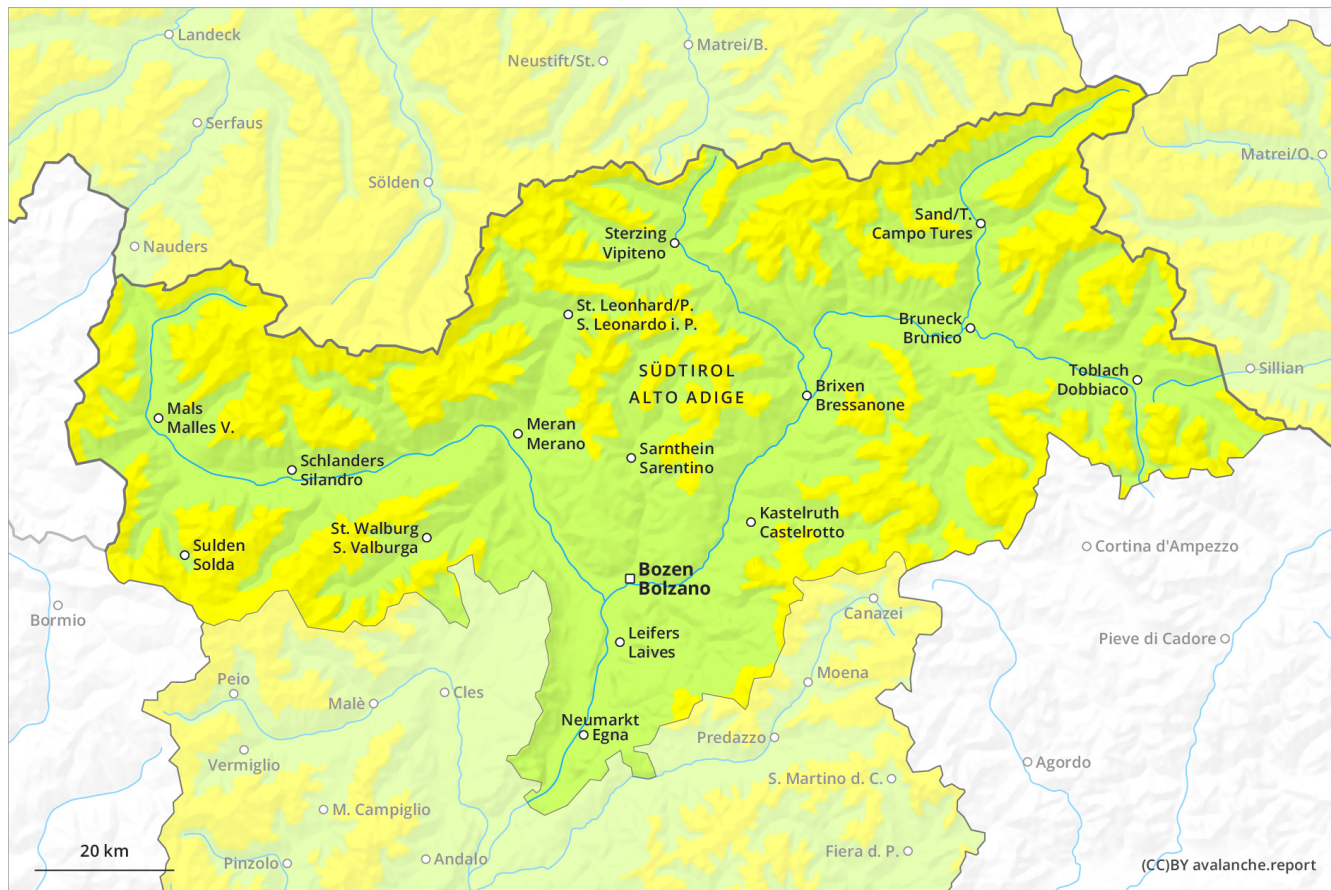 Landeck
Matrei/B.
Neustift/St.
Serfaus
Matrei/O.
Sölden
Sand/T.
Campo Tures
Nauders
Sterzing
Vipiteno
St. Leonhard/P.
S. Leonardo i. P.
Bruneck
Brunico
SÜDTIROL
ALTO ADIGE
Toblach
Dobbiaco
Sillian
Brixen
Bressanone
Mals
Malles V.
Meran
Merano
Schlanders
Silandro
Sarnthein
Sarentino
Kastelruth
Castelrotto
St. Walburg
S. Valburga
Sulden
Solda
Cortina d'Ampezzo
Bozen
Bolzano
Bormio
Canazei
Leifers
Laives
Pieve di Cadore
Moena
Peio
Malè
Cles
Neumarkt
Egna
Predazzo
Vermiglio
Agordo
S. Martino d. C.
M. Campiglio
20 km
Pinzolo
Andalo
Fiera d. P.
(CC)BY avalanche.report